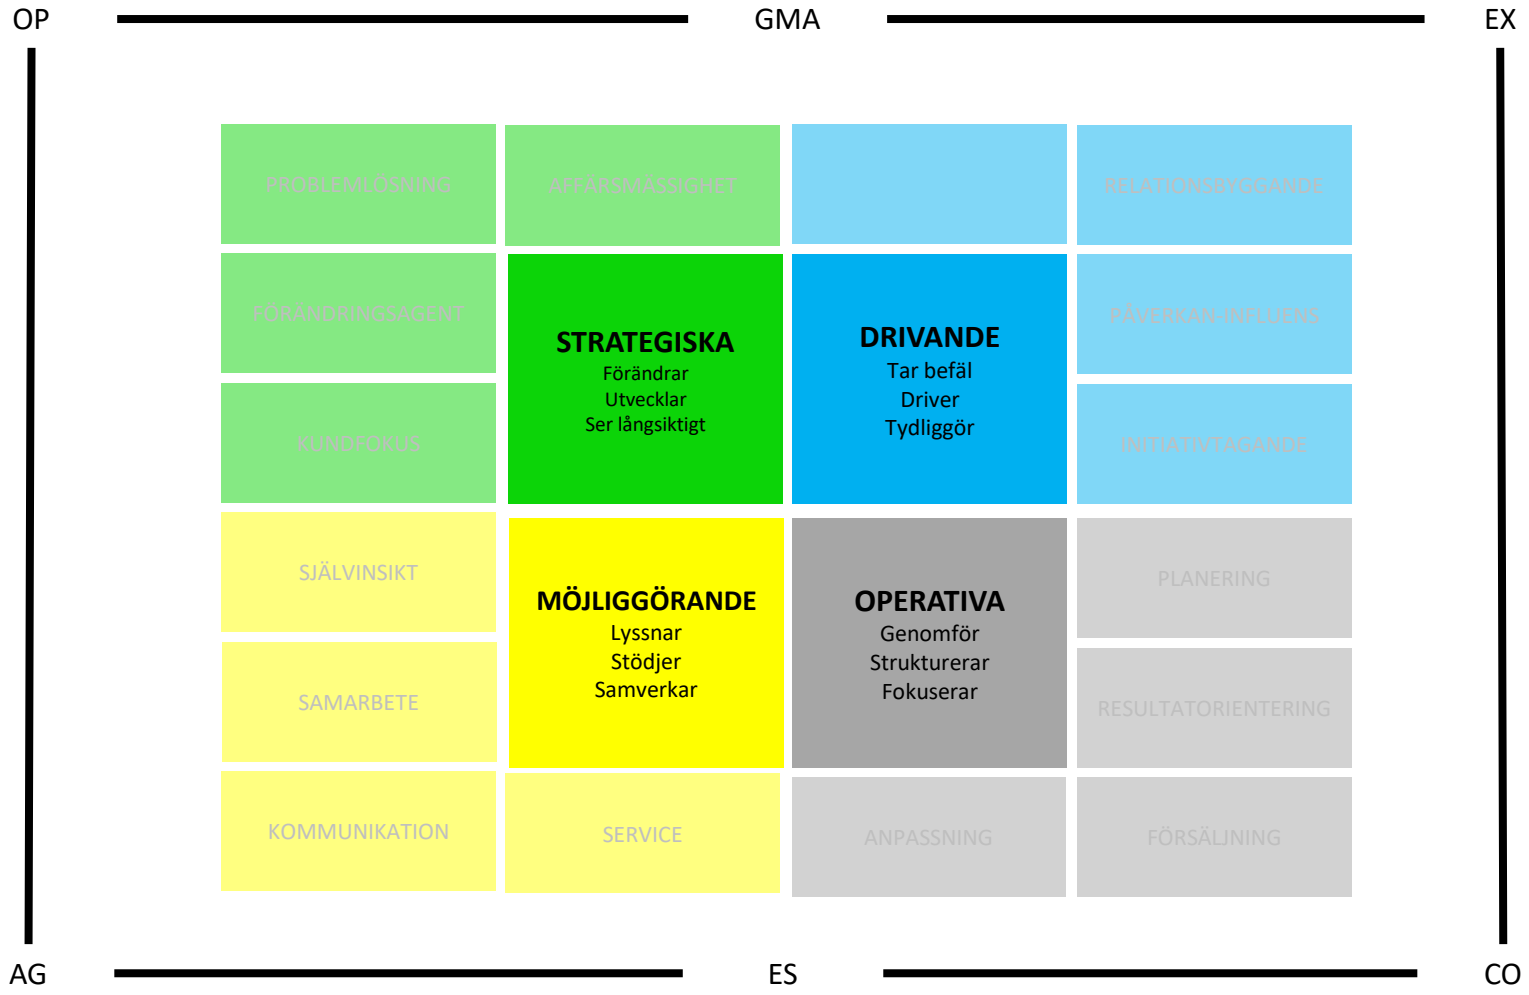 OP GMA EX
PROBLEMLÖSNING AFFÄRSMÄSSIGHET RELATIONSBYGGANDE
FÖRÄNDRINGSAGENT PÅVERKAN-INFLUENS
STRATEGISKA
Förändrar
Utvecklar
Ser långsiktigt
DRIVANDE
Tar befäl
Driver
Tydliggör
KUNDFOKUS INITIATIVTAGANDE
SJÄLVINSIKT PLANERING
MÖJLIGGÖRANDE
Lyssnar
Stödjer
Samverkar
OPERATIVA
Genomför
Strukturerar
Fokuserar
SAMARBETE RESULTATORIENTERING
KOMMUNIKATION SERVICE ANPASSNING FÖRSÄLJNING
AG ES CO